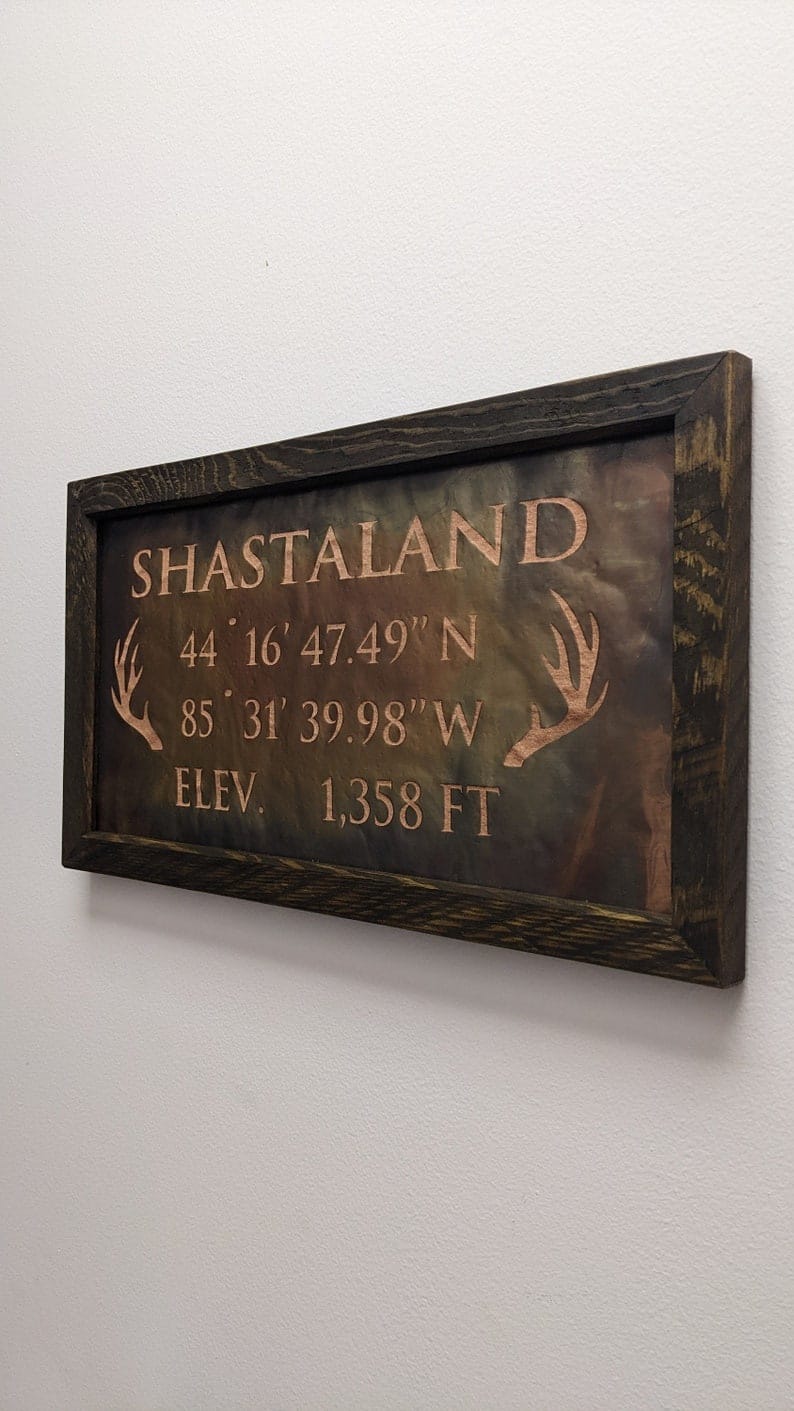 SHASTALAND
44° 16' 47.49" N
85° 31' 39.98" W
ELEV. 1,358 FT